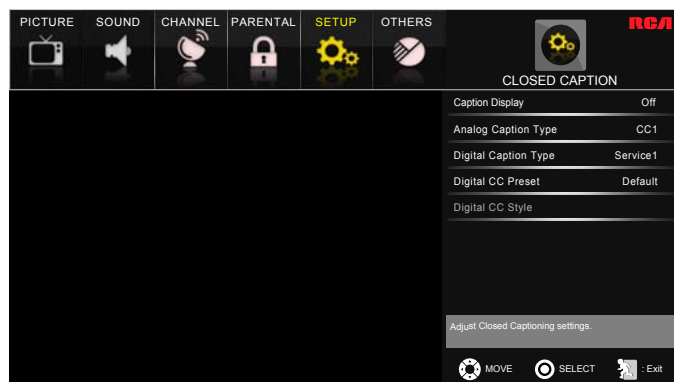 PICTURE SOUND CHANNEL PARENTAL SETUP OTHERS
RCA
CLOSED CAPTION
Caption Display Off
Analog Caption Type CC1
Digital Caption Type Service1
Digital CC Preset Default
Digital CC Style
Adjust Closed Captioning settings.
MOVE SELECT : Exit